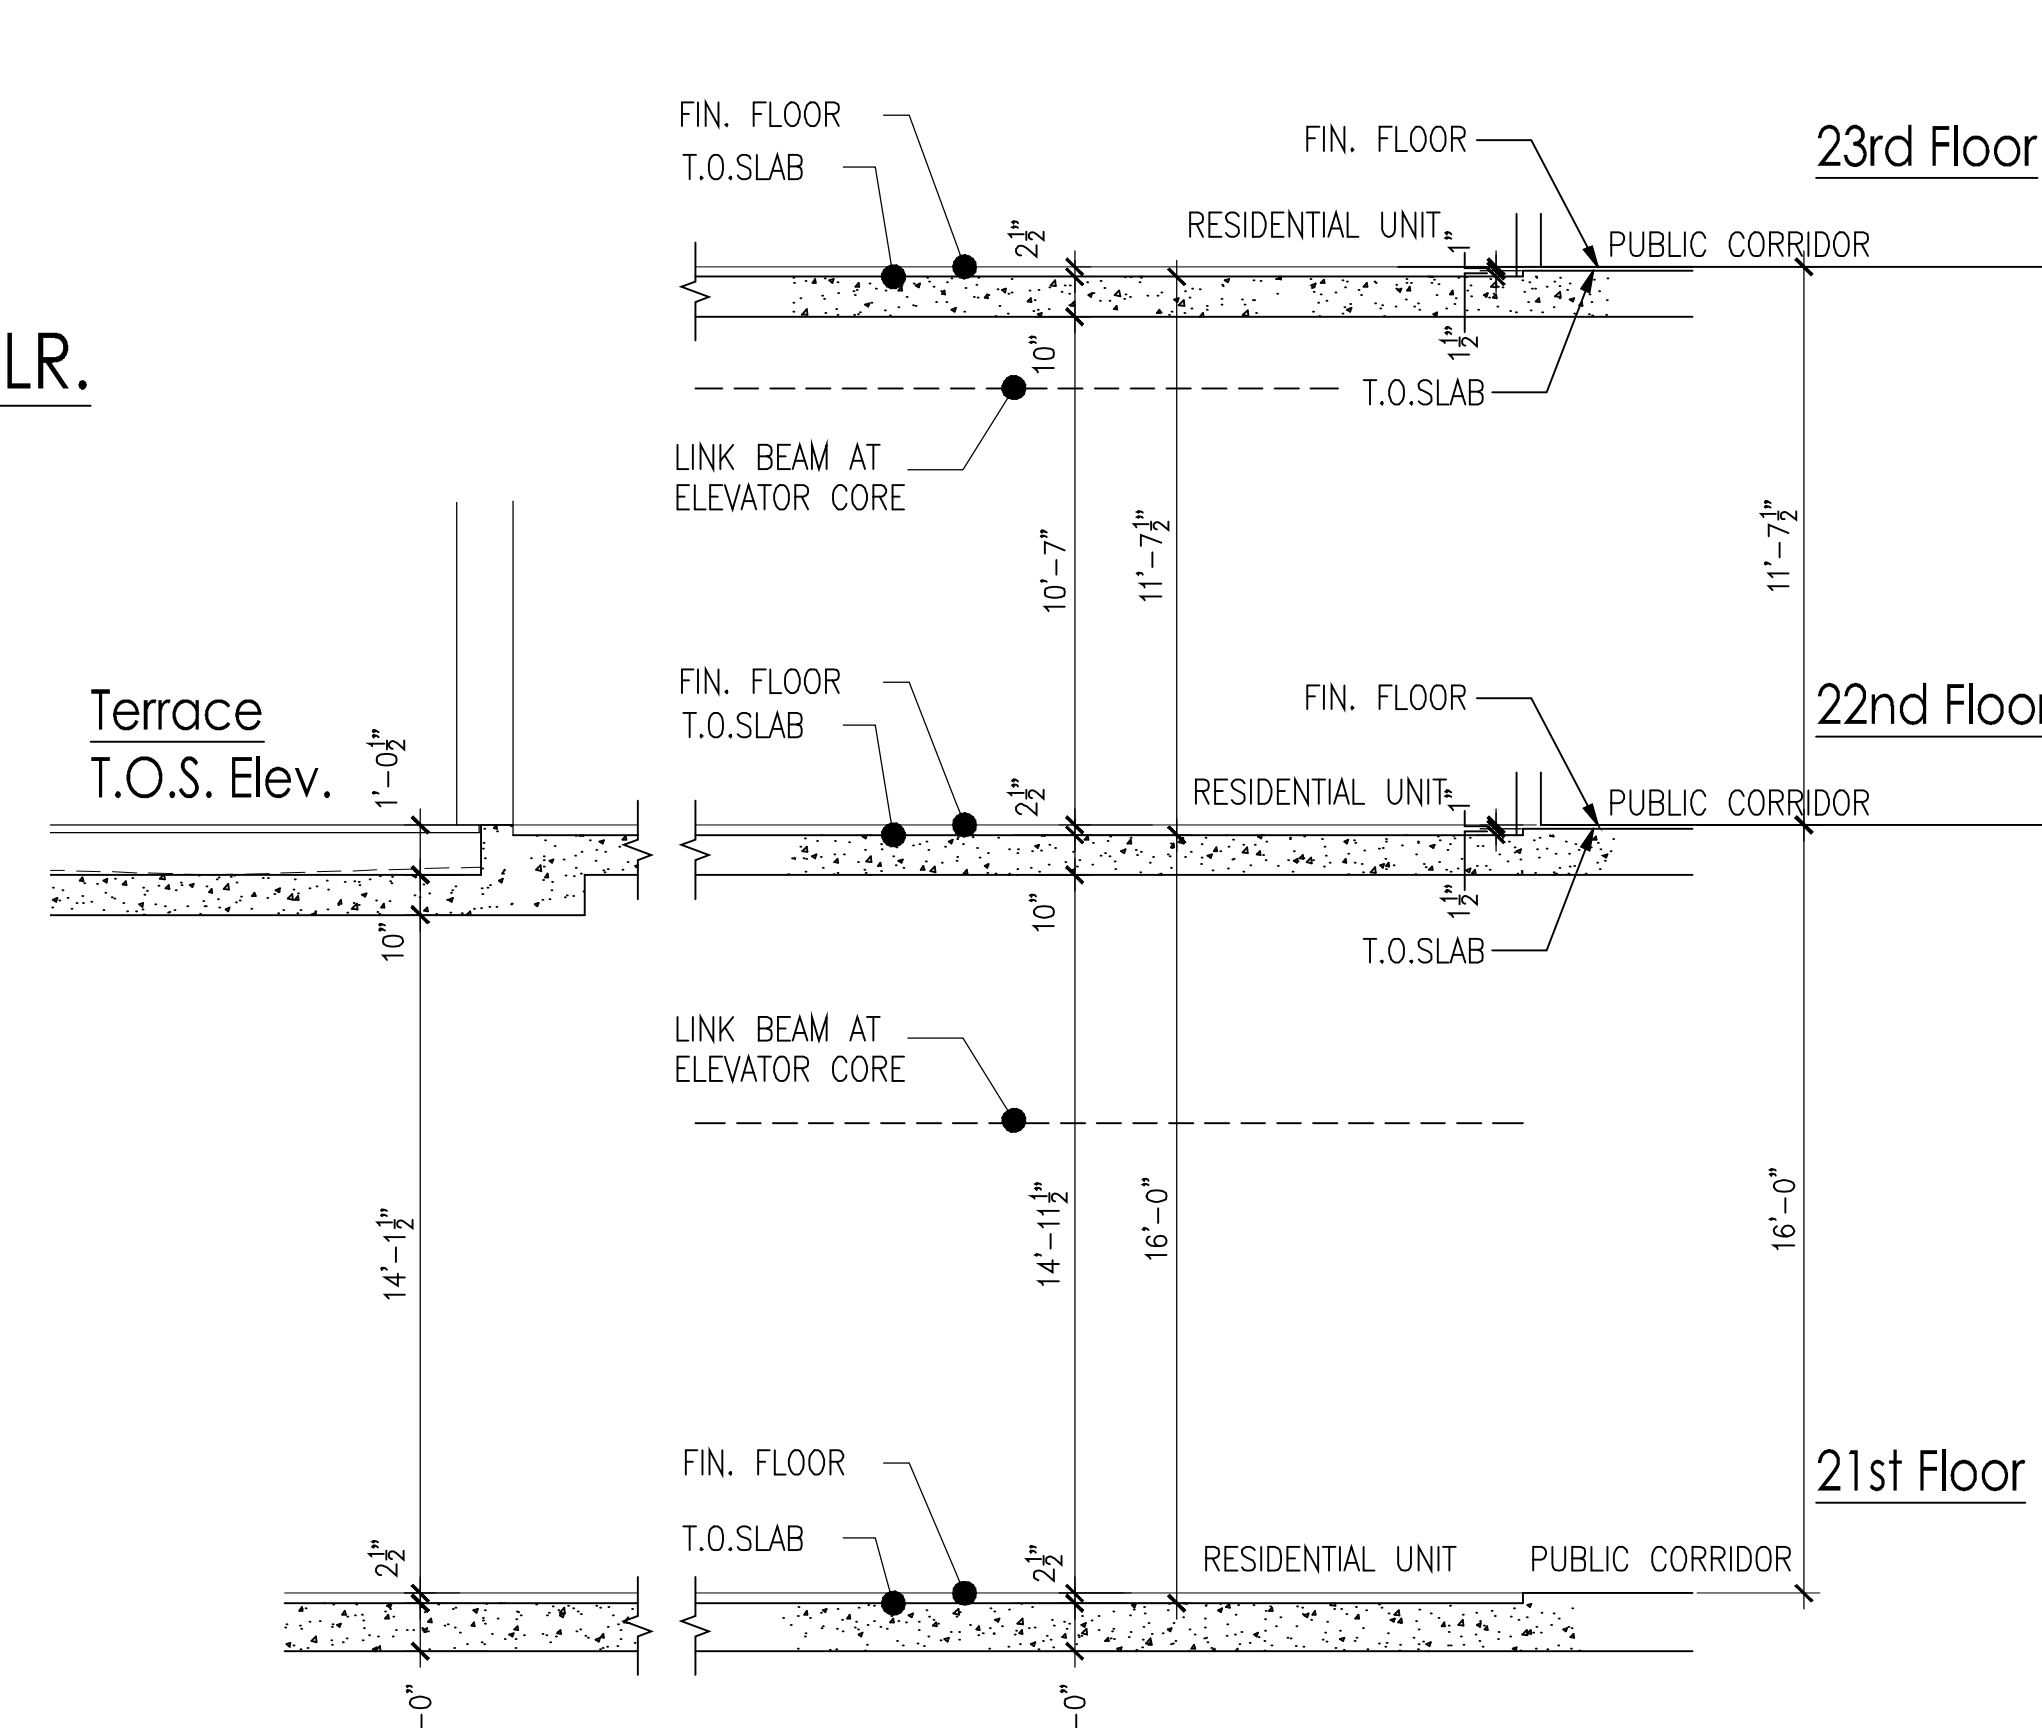 FIN. FLOOR
T.O.SLAB
FIN. FLOOR
23rd Floor
2½"
RESIDENTIAL UNIT
1"
PUBLIC CORRIDOR
LR.
10"
1½"
T.O.SLAB
LINK BEAM AT
ELEVATOR CORE
10'-7"
11'-7½"
11'-7½"
Terrace
T.O.S. Elev.
1'-0½"
FIN. FLOOR
T.O.SLAB
FIN. FLOOR
22nd Floor
2½"
RESIDENTIAL UNIT
1"
PUBLIC CORRIDOR
10"
10"
1½"
T.O.SLAB
LINK BEAM AT
ELEVATOR CORE
14'-1½"
14'-11½"
16'-0"
16'-0"
FIN. FLOOR
T.O.SLAB
21st Floor
2½"
2½"
RESIDENTIAL UNIT
PUBLIC CORRIDOR
-0"
-0"